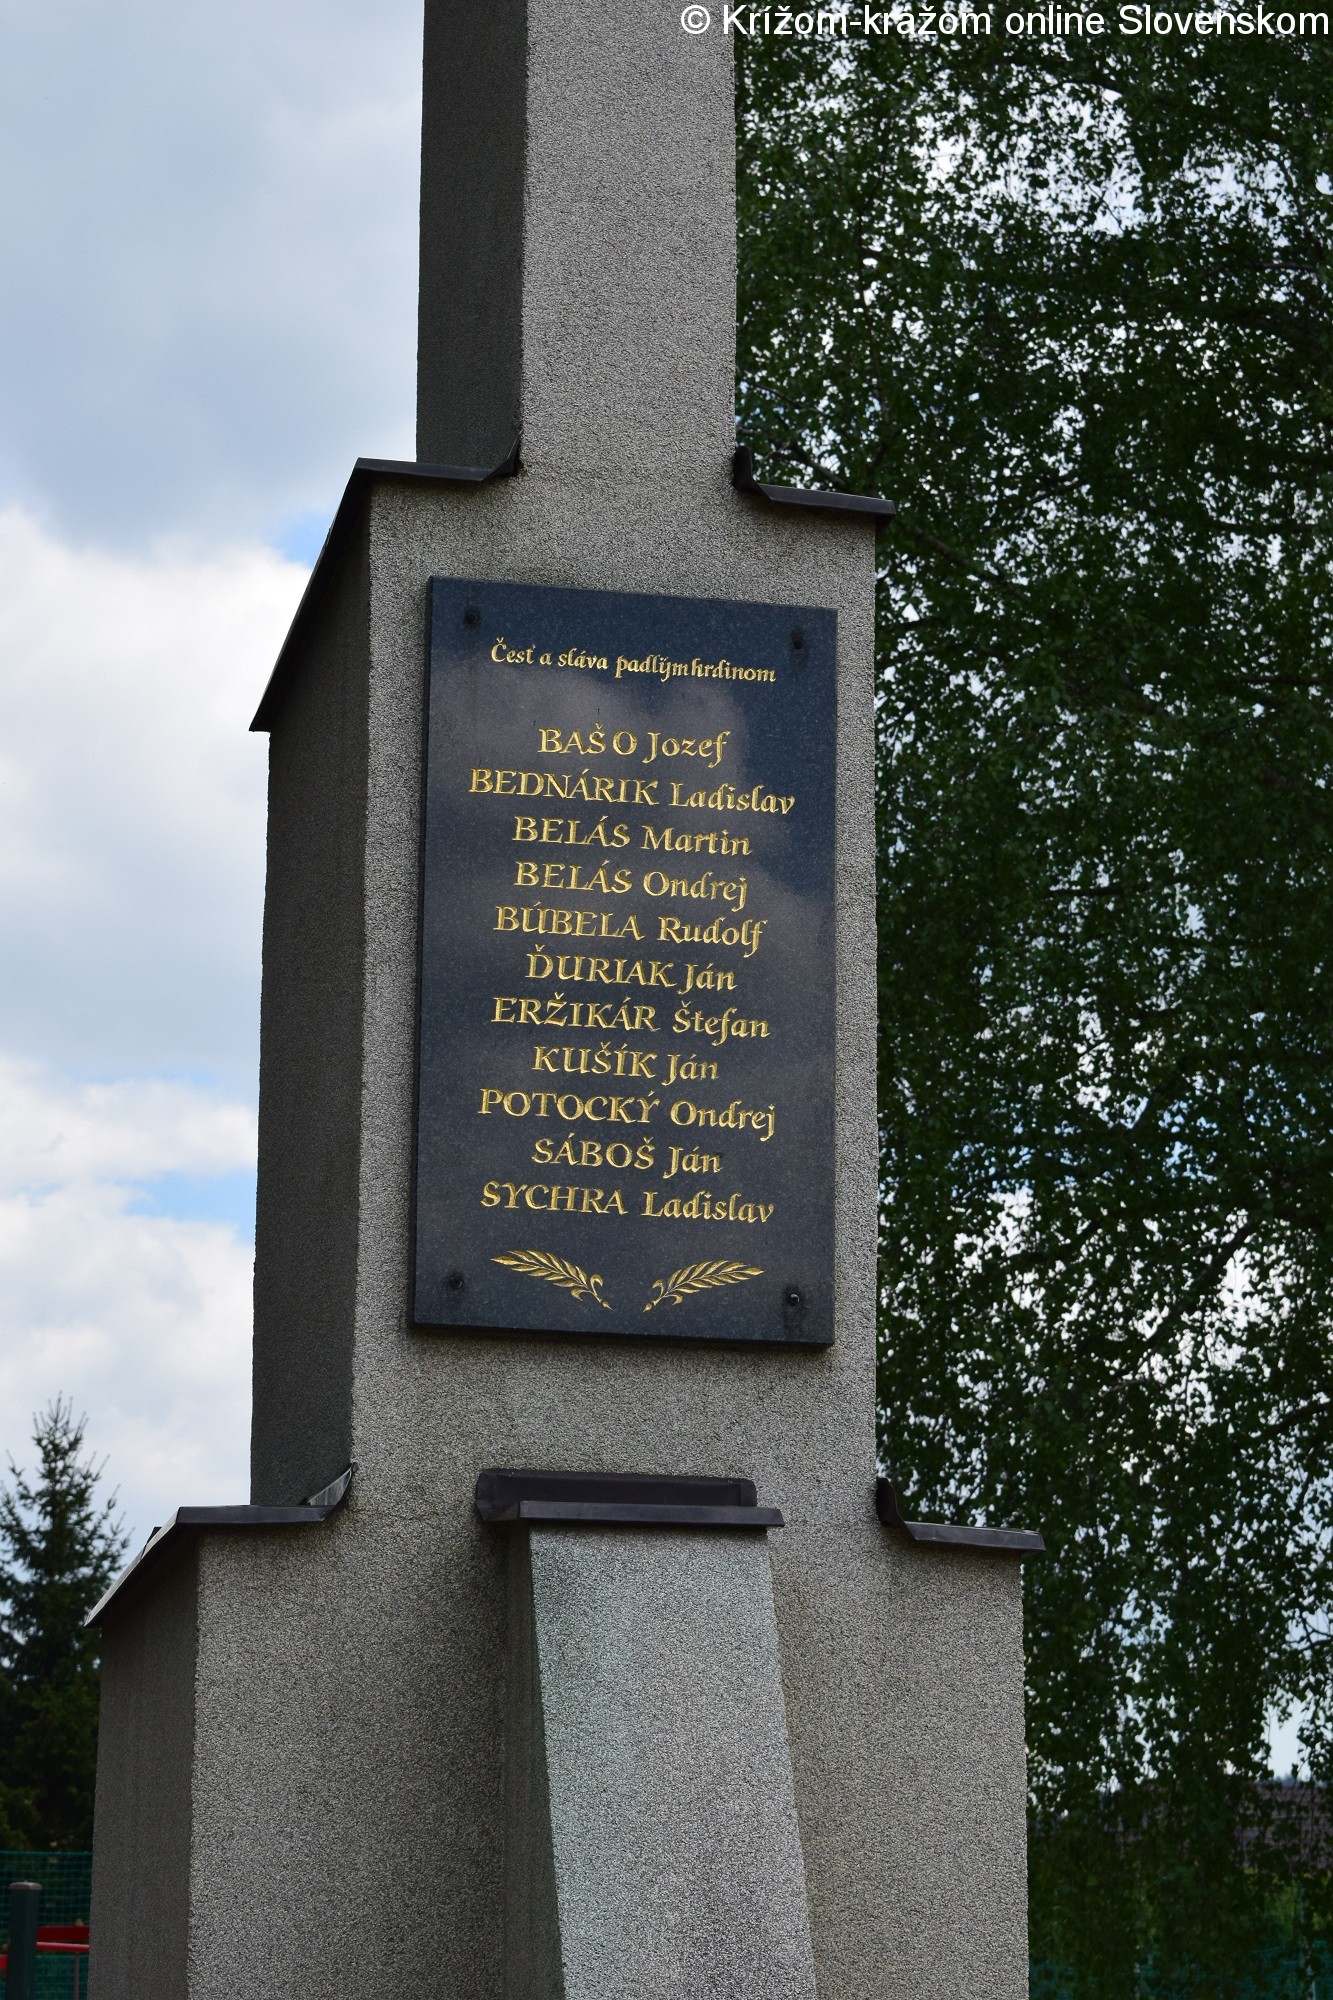 © Krížom-krážom online Slovenskom
Česť a sláva padlým hrdinom
BAŠO Jozef
BEDNÁRIK Ladislav
BELÁS Martin
BELÁS Ondrej
BÚBELA Rudolf
ĎURIAK Ján
ERŽIKÁR Štefan
KUŠÍK Ján
POTOCKÝ Ondrej
SÁBOŠ Ján
SYCHRA Ladislav